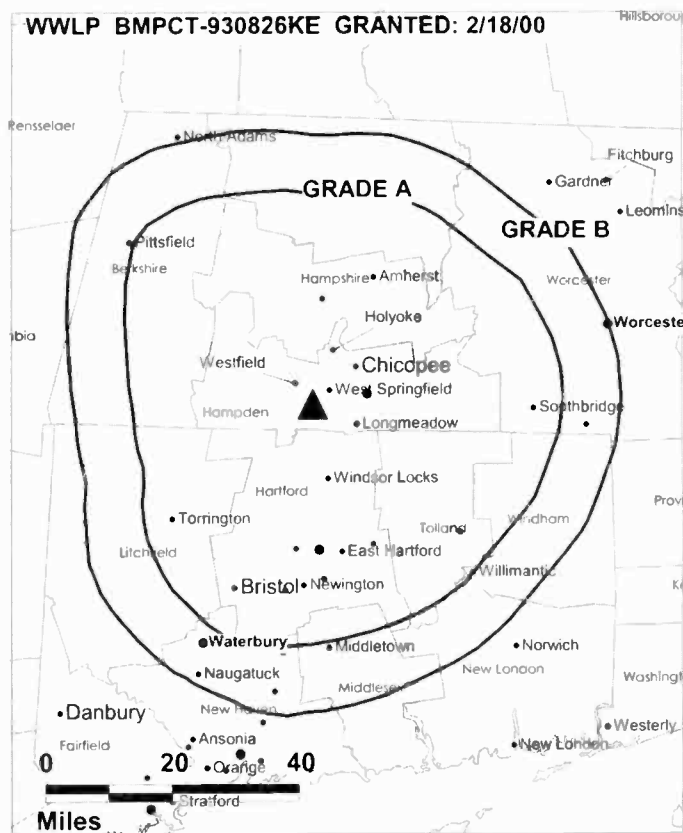 WWLP BMPCT-930826KE GRANTED: 2/18/00
Rensselaer
North Adams
Fitchburg
GRADE A
Gardner
Leomins
GRADE B
Pittsfield
Berkshire
Hampshire
Amherst
Worcester
Holyoke
Worceste
Westfield
Chicopee
West Springfield
Hampden
Longmeadow
Southbridge
Windsor Locks
Hartford
Torrington
Tolland
Windham
Litchfield
East Hartford
Bristol
Newington
Willimantic
Waterbury
Middletown
Norwich
Naugatuck
New London
Washingt
Middlesex
New Haven
Danbury
Westerly
Fairfield
Ansonia
New London
0 20 40
Orange
Stratford
Miles